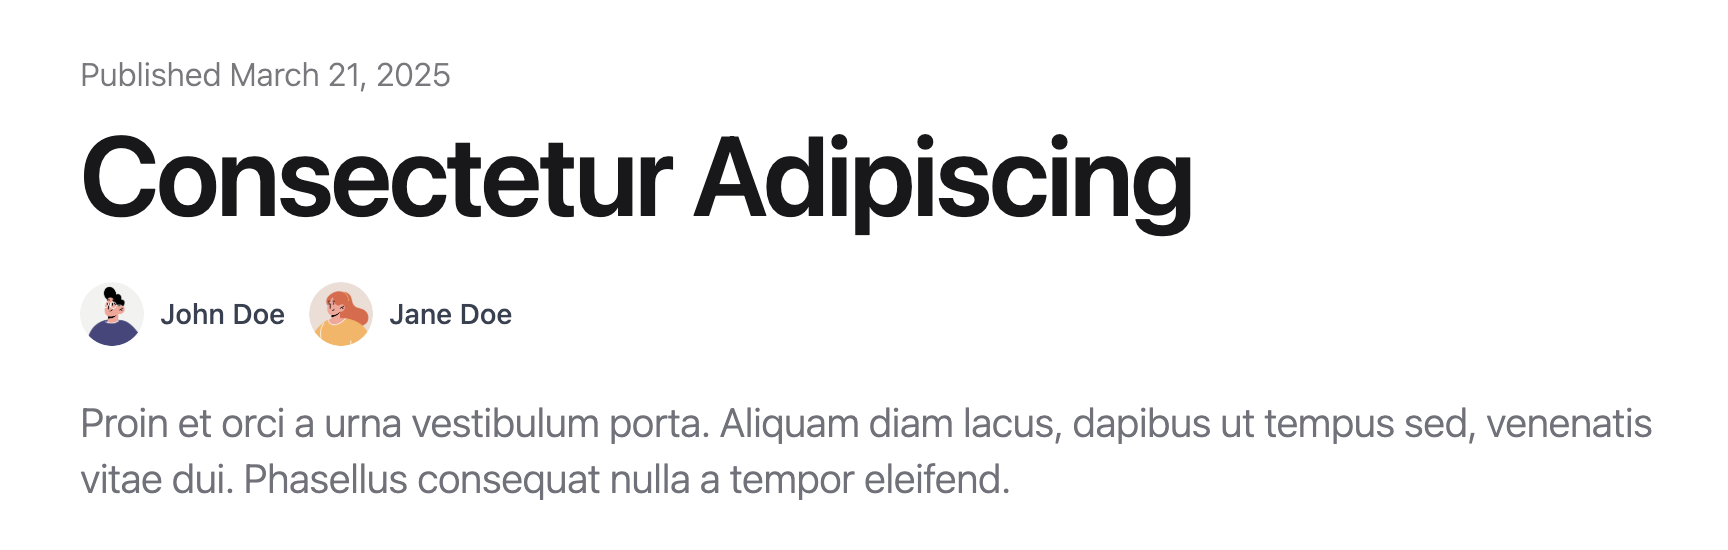 Published March 21, 2025
Consectetur Adipiscing
John Doe Jane Doe
Proin et orci a urna vestibulum porta. Aliquam diam lacus, dapibus ut tempus sed, venenatis
vitae dui. Phasellus consequat nulla a tempor eleifend.